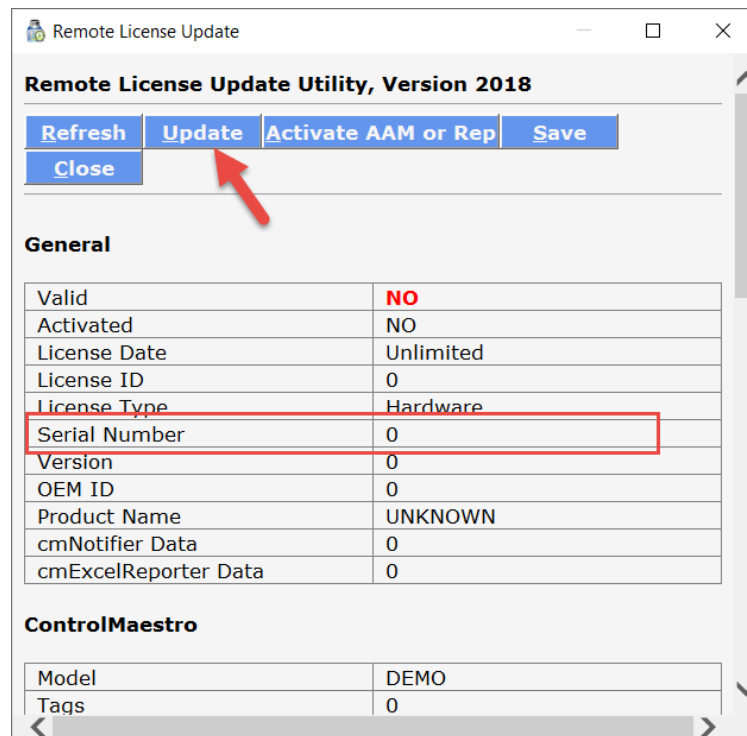 Remote License Update
Remote License Update Utility, Version 2018
Refresh Update Activate AAM or Rep Save
Close
General
Valid NO
Activated NO
License Date Unlimited
License ID 0
License Type Hardware
Serial Number 0
Version 0
OEM ID 0
Product Name UNKNOWN
cmNotifier Data 0
cmExcelReporter Data 0
ControlMaestro
Model DEMO
Tags 0